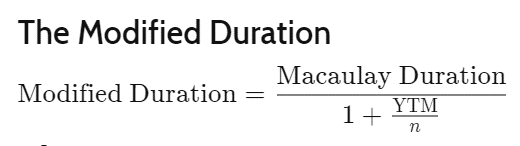 The Modified Duration
Modified Duration = Macaulay Duration / 1 + YTM / n